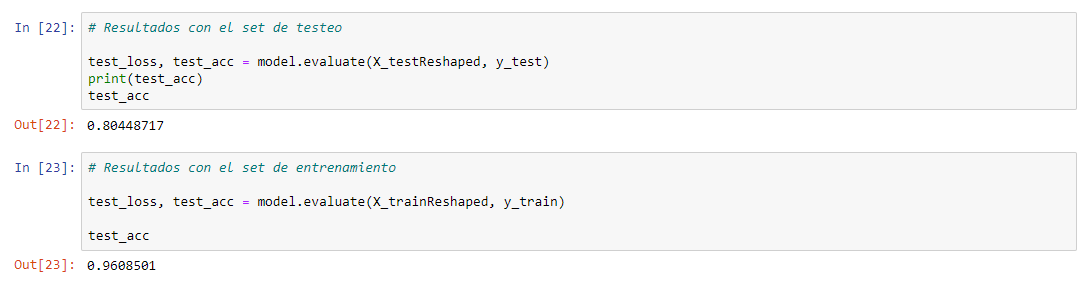 In [22]: # Resultados con el set de testeo
test_loss, test_acc = model.evaluate(X_testReshaped, y_test)
print(test_acc)
test_acc
Out[22]: 0.80448717
In [23]: # Resultados con el set de entrenamiento
test_loss, test_acc = model.evaluate(X_trainReshaped, y_train)
test_acc
Out[23]: 0.9608501